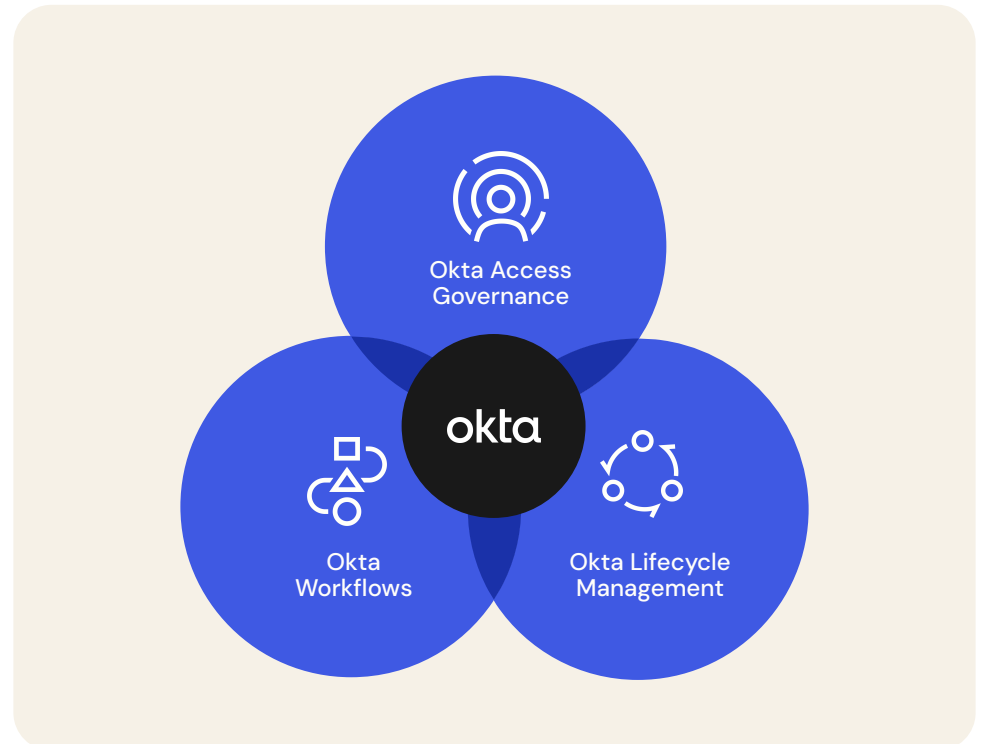 Okta Access
Governance
okta
Okta
Workflows
Okta Lifecycle
Management